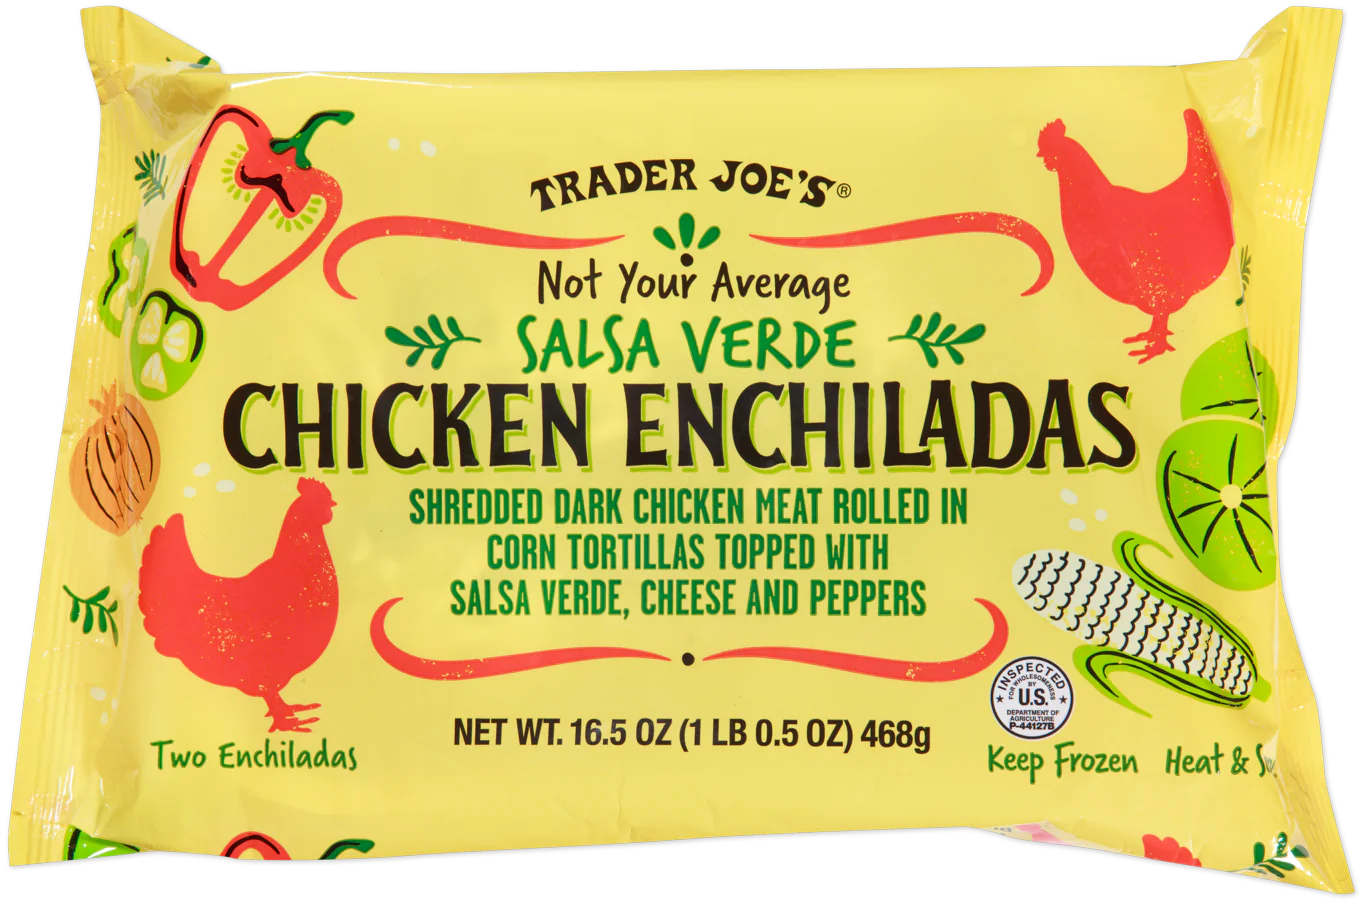 TRADER JOE'S®
Not Your Average
SALSA VERDE
CHICKEN ENCHILADAS
SHREDDED DARK CHICKEN MEAT ROLLED IN
CORN TORTILLAS TOPPED WITH
SALSA VERDE, CHEESE AND PEPPERS
INSPECTED
FOR WHOLESOMENESS
BY
U.S.
DEPARTMENT OF
AGRICULTURE
P-44127B
NET WT. 16.5 OZ (1 LB 0.5 OZ) 468g
Two Enchiladas
Keep Frozen Heat &